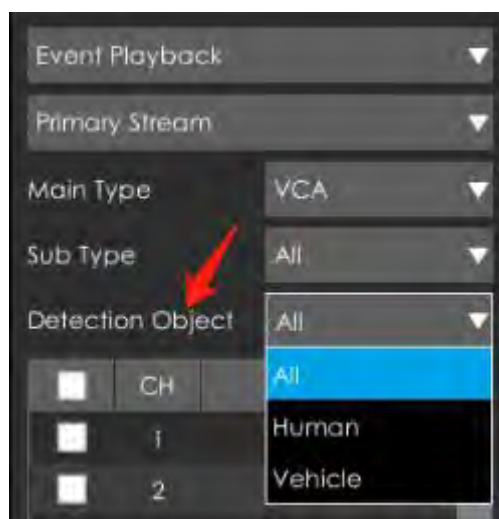 Event Playback
Primary Stream
Main Type VCA
Sub Type All
Detection Object All
CH All
1 Human
2 Vehicle